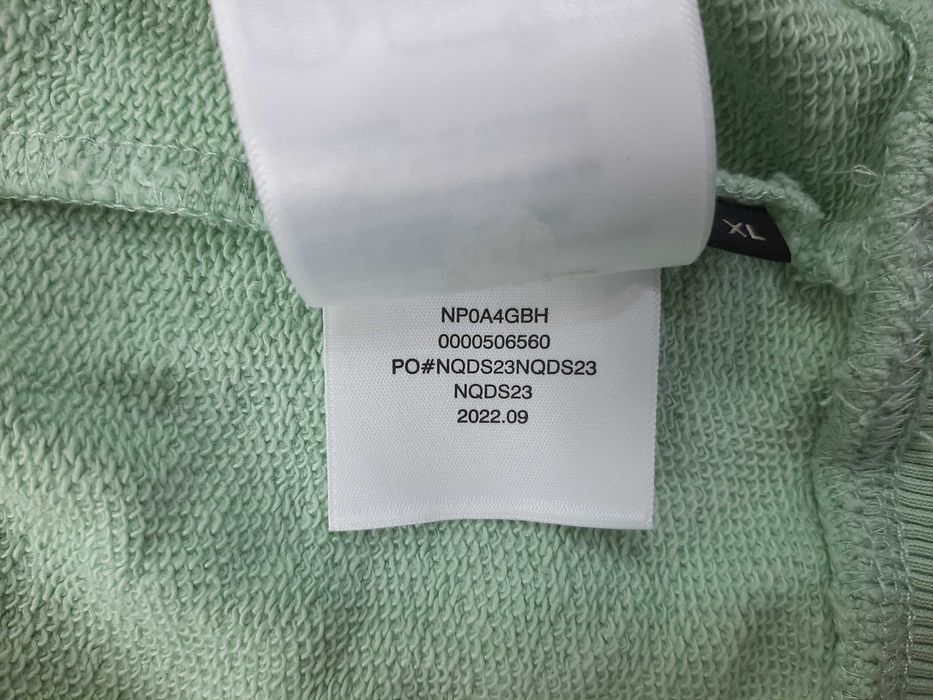 XL
NP0A4GBH
0000506560
PO#NQDS23NQDS23
NQDS23
2022.09